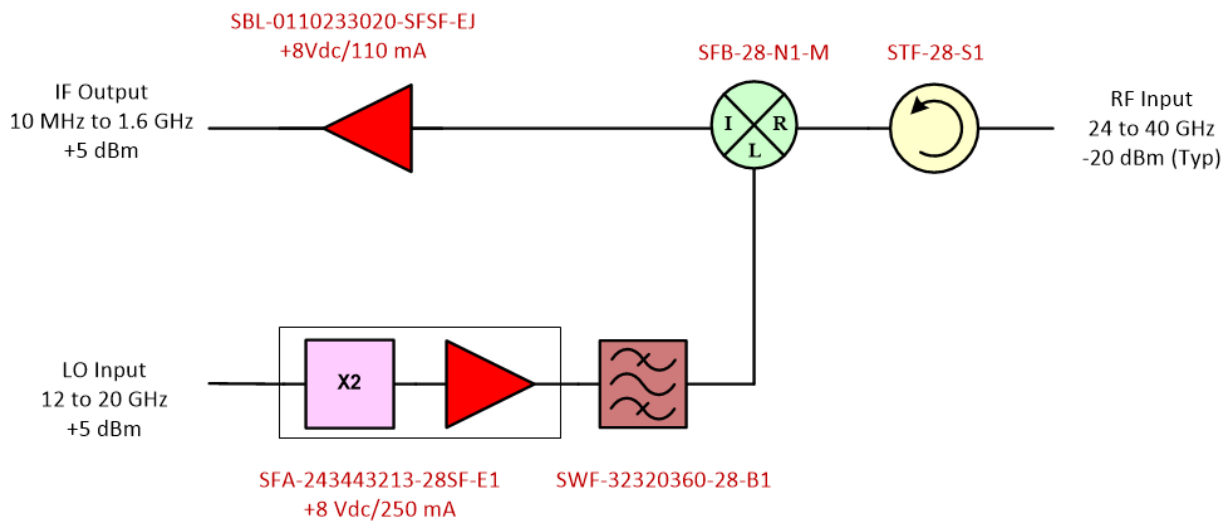 SBL-0110233020-SFSF-EJ
+8Vdc/110 mA
SFB-28-N1-M
STF-28-S1
IF Output
10 MHz to 1.6 GHz
+5 dBm
I
R
L
RF Input
24 to 40 GHz
-20 dBm (Typ)
LO Input
12 to 20 GHz
+5 dBm
X2
SFA-243443213-28SF-E1
+8 Vdc/250 mA
SWF-32320360-28-B1